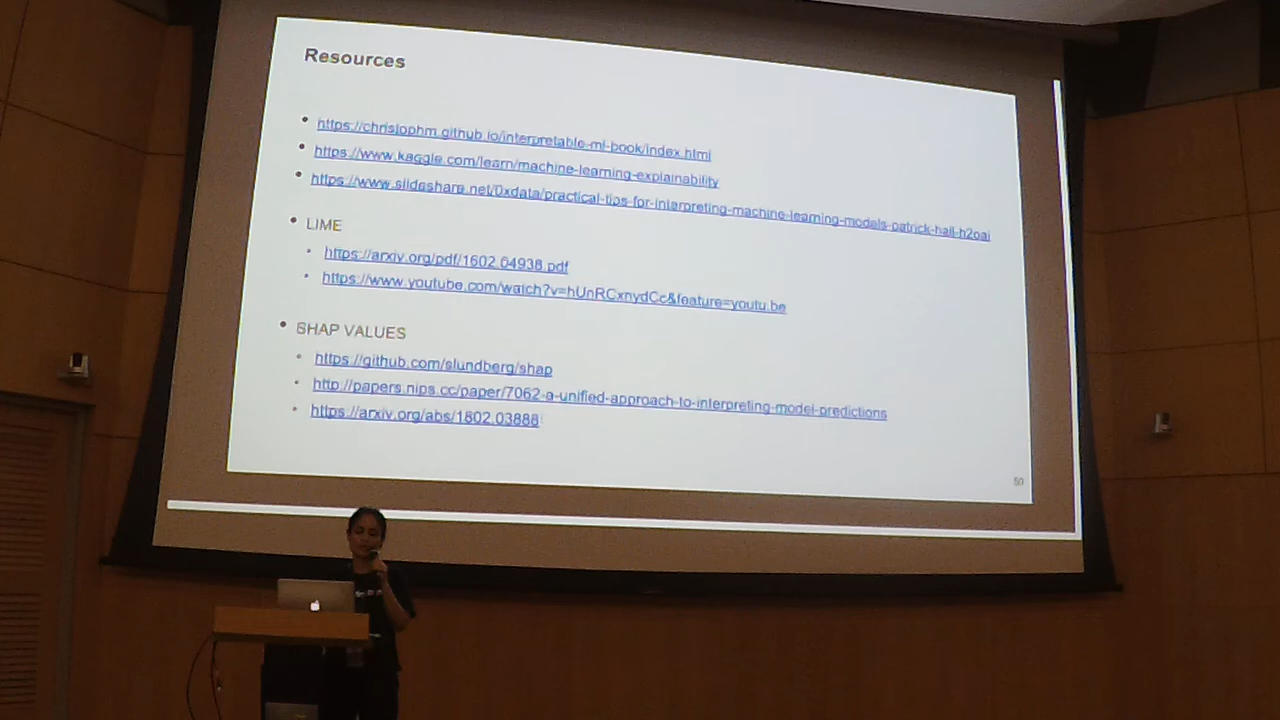 Resources
https://christophm.github.io/interpretable-ml-book/index.html
https://www.kaggle.com/learn/machine-learning-explainability
https://www.slideshare.net/0xdata/practical-tips-for-interpreting-machine-learning-models-patrick-hall-h2oai
LIME
https://arxiv.org/pdf/1602.04938.pdf
https://www.youtube.com/watch?v=hUnRCxnydCc&feature=youtu.be
SHAP VALUES
https://github.com/slundberg/shap
http://papers.nips.cc/paper/7062-a-unified-approach-to-interpreting-model-predictions
https://arxiv.org/abs/1802.03888
50